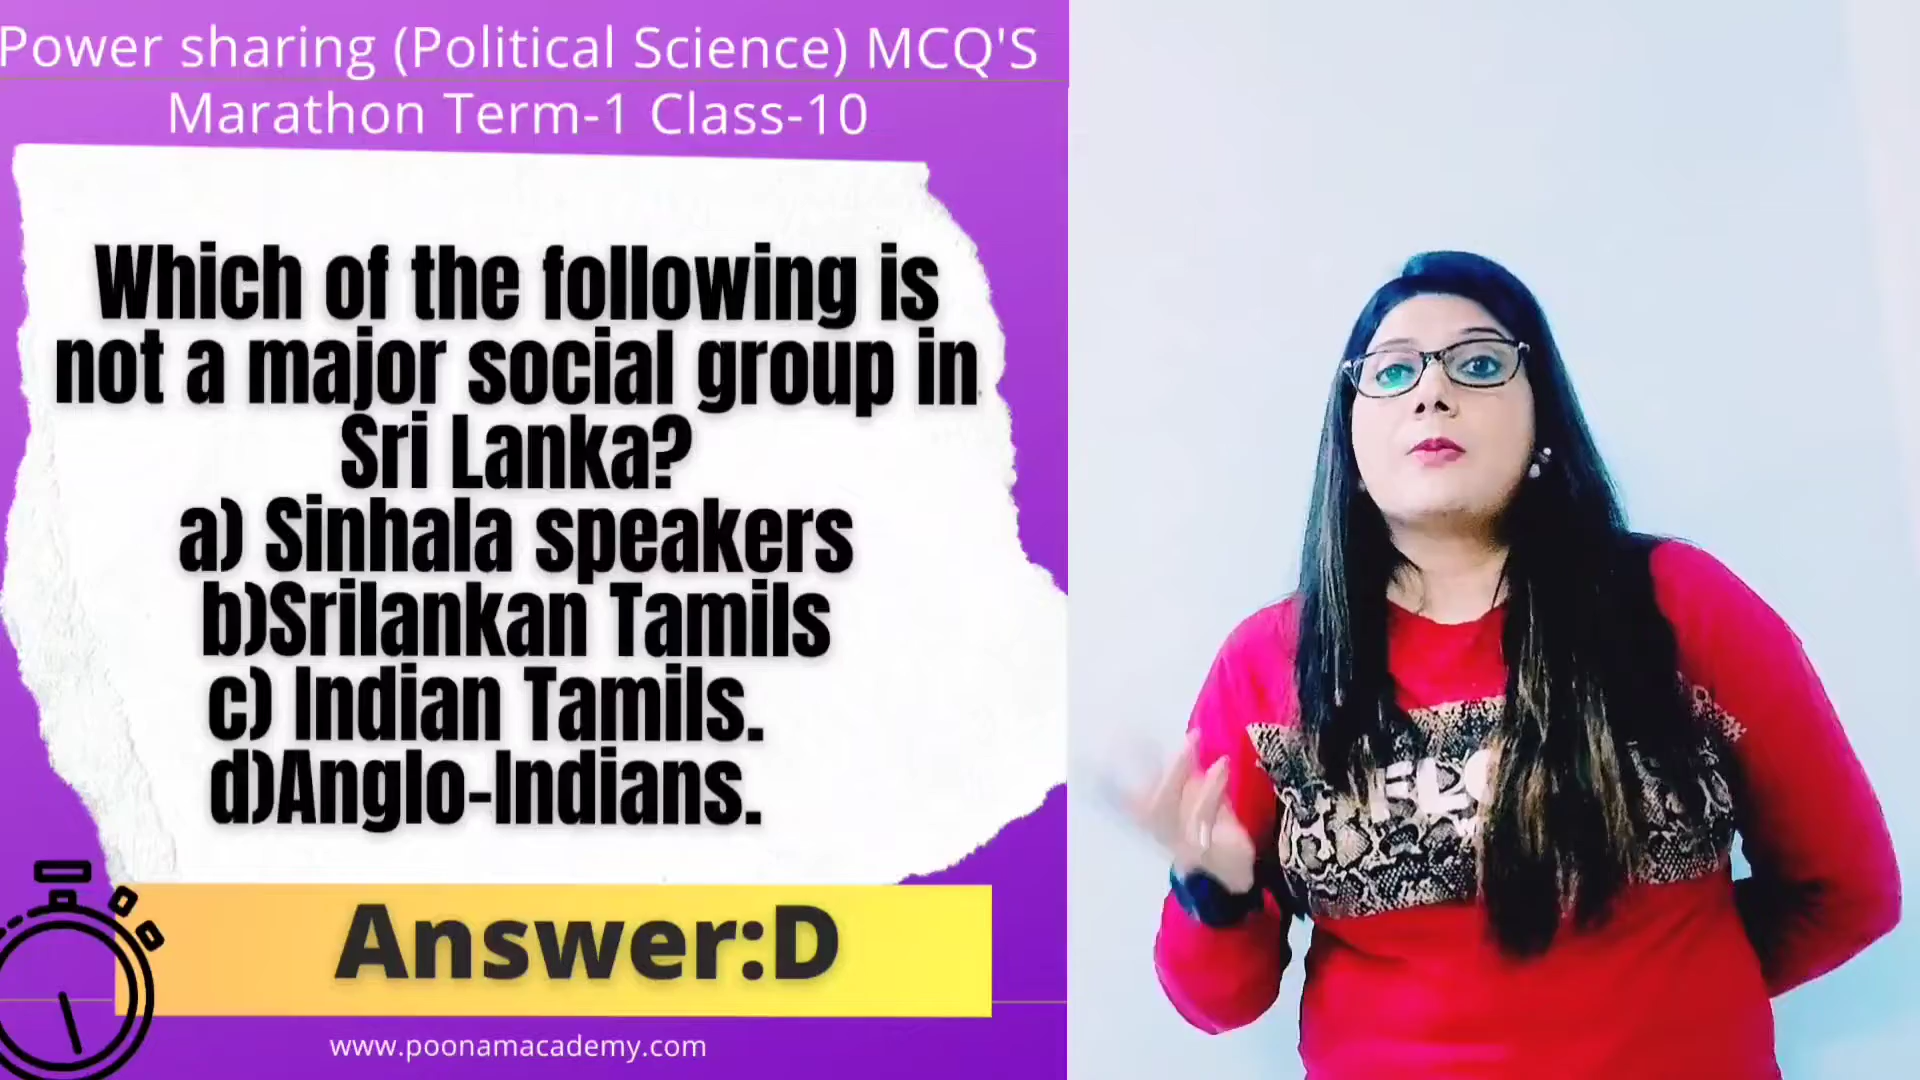 Power sharing (Political Science) MCQ'S
Marathon Term-1 Class-10
Which of the following is
not a major social group in
Sri Lanka?
a) Sinhala speakers
b)Srilankan Tamils
c) Indian Tamils.
d)Anglo-Indians.
Answer:D
www.poonamacademy.com